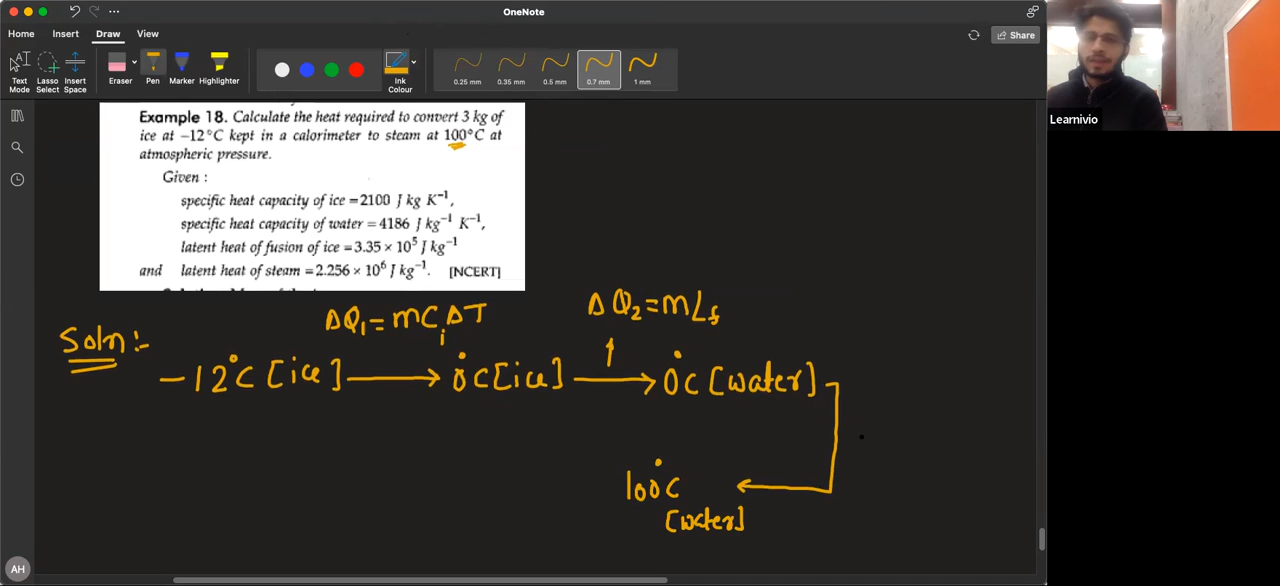 OneNote
Home Insert Draw View
Share
Text Mode
Lasso Select
Insert Space
Eraser
Pen
Marker
Highlighter
Ink Colour
0.25 mm
0.35 mm
0.5 mm
0.7 mm
1 mm
Learnivio
Example 18. Calculate the heat required to convert 3 kg of
ice at −12°C kept in a calorimeter to steam at 100°C at
atmospheric pressure.
Given :
specific heat capacity of ice = 2100 J kg K⁻¹,
specific heat capacity of water = 4186 J kg⁻¹ K⁻¹,
latent heat of fusion of ice = 3.35 × 10⁵ J kg⁻¹
and latent heat of steam = 2.256 × 10⁶ J kg⁻¹. [NCERT]
Soln:-
ΔQ₁ = mCᵢΔT
ΔQ₂ = mL_f
−12°C [ice] → 0°C [ice] → 0°C [water]
100°C
[water]
AH